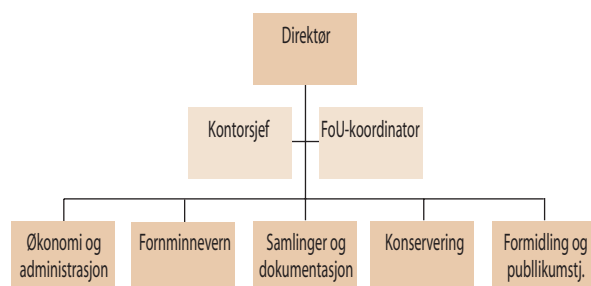 Direktør
Kontorsjef
FoU-koordinator
Økonomi og
administrasjon
Fornminnevern
Samlinger og
dokumentasjon
Konservering
Formidling og
publlikumstj.